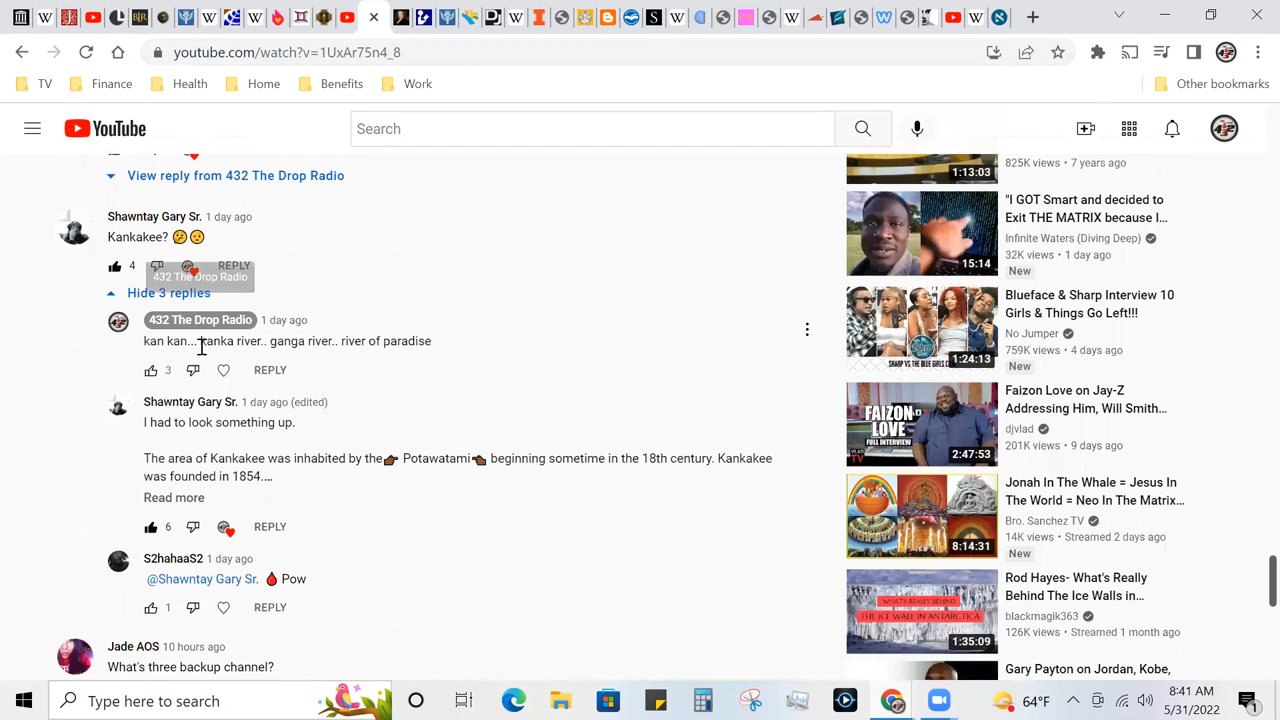 youtube.com/watch?v=1UxAr75n4_8
TV Finance Health Home Benefits Work Other bookmarks
YouTube
Search
View reply from 432 The Drop Radio
Shawntay Gary Sr. 1 day ago
Kankakee?
4 REPLY
432 The Drop Radio
Hide 3 replies
432 The Drop Radio 1 day ago
kan kan... river.. ganga river.. river of paradise
3 REPLY
Shawntay Gary Sr. 1 day ago (edited)
I had to look something up.
The area of Kankakee was inhabited by the Potawatami beginning sometime in the 18th century. Kankakee
was founded in 1854....
Read more
6 REPLY
S2hahaaS2 1 day ago
@Shawntay Gary Sr. Pow
1 REPLY
Jade AOS 10 hours ago
What's three backup channel?
825K views • 7 years ago
1:13:03
"I GOT Smart and decided to
Exit THE MATRIX because I...
Infinite Waters (Diving Deep)
32K views • 1 day ago
New
15:14
Blueface & Sharp Interview 10
Girls & Things Go Left!!!
No Jumper
759K views • 4 days ago
New
1:24:13
Faizon Love on Jay-Z
Addressing Him, Will Smith...
djvlad
201K views • 9 days ago
FAIZON
LOVE
FULL INTERVIEW
2:47:53
Jonah In The Whale = Jesus In
The World = Neo In The Matrix...
Bro. Sanchez TV
14K views • Streamed 2 days ago
New
8:14:31
Rod Hayes- What's Really
Behind The Ice Walls in...
blackmagik363
126K views • Streamed 1 month ago
WHAT'S REALLY BEHIND
THE ICE WALL IN ANTARCTICA
1:35:09
Gary Payton on Jordan, Kobe,
Type here to search
64°F
8:41 AM
5/31/2022